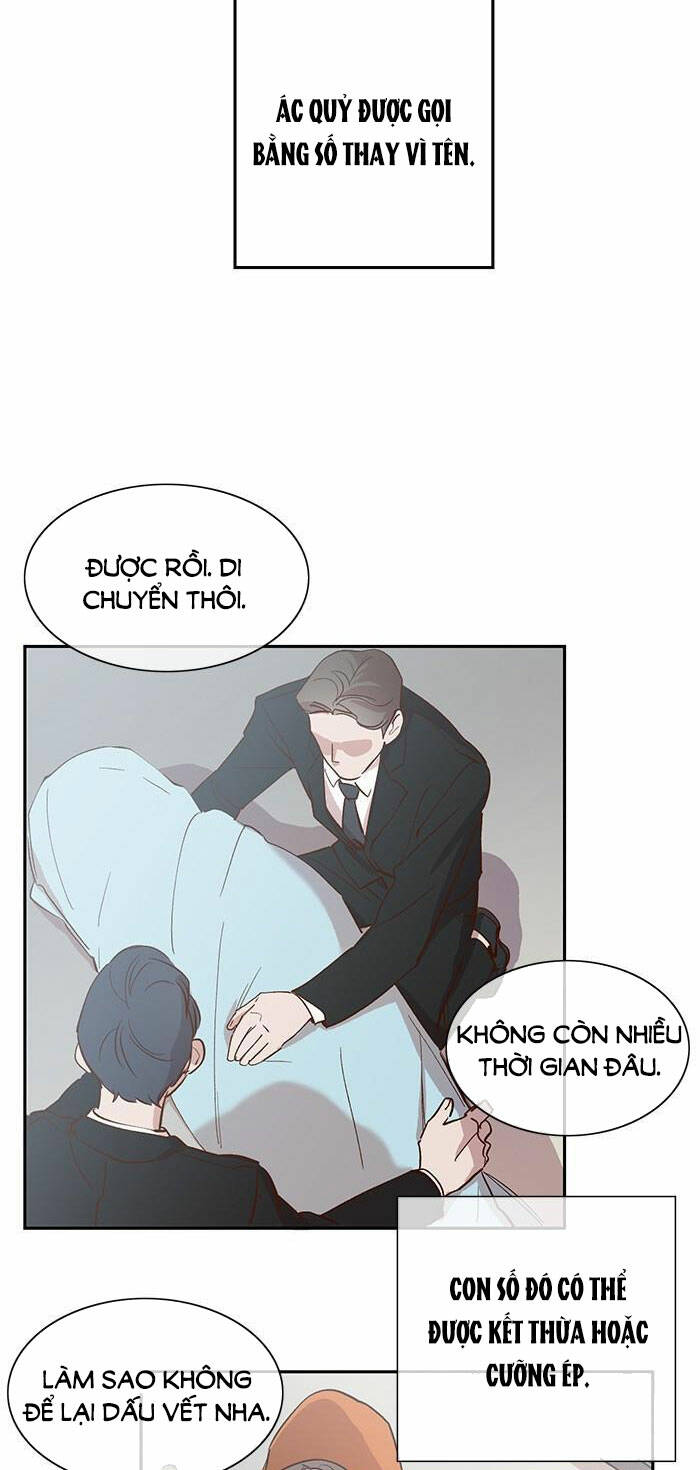 ÁC QUỶ ĐƯỢC GỌI
BẰNG SỐ THAY VÌ TÊN.
ĐƯỢC RỒI. DI
CHUYỂN THÔI.
KHÔNG CÒN NHIỀU
THỜI GIAN ĐÂU.
CON SỐ ĐÓ CÓ THỂ
ĐƯỢC KẾT THỪA HOẶC
CƯỠNG ÉP.
LÀM SAO KHÔNG
ĐỂ LẠI DẤU VẾT NHA.